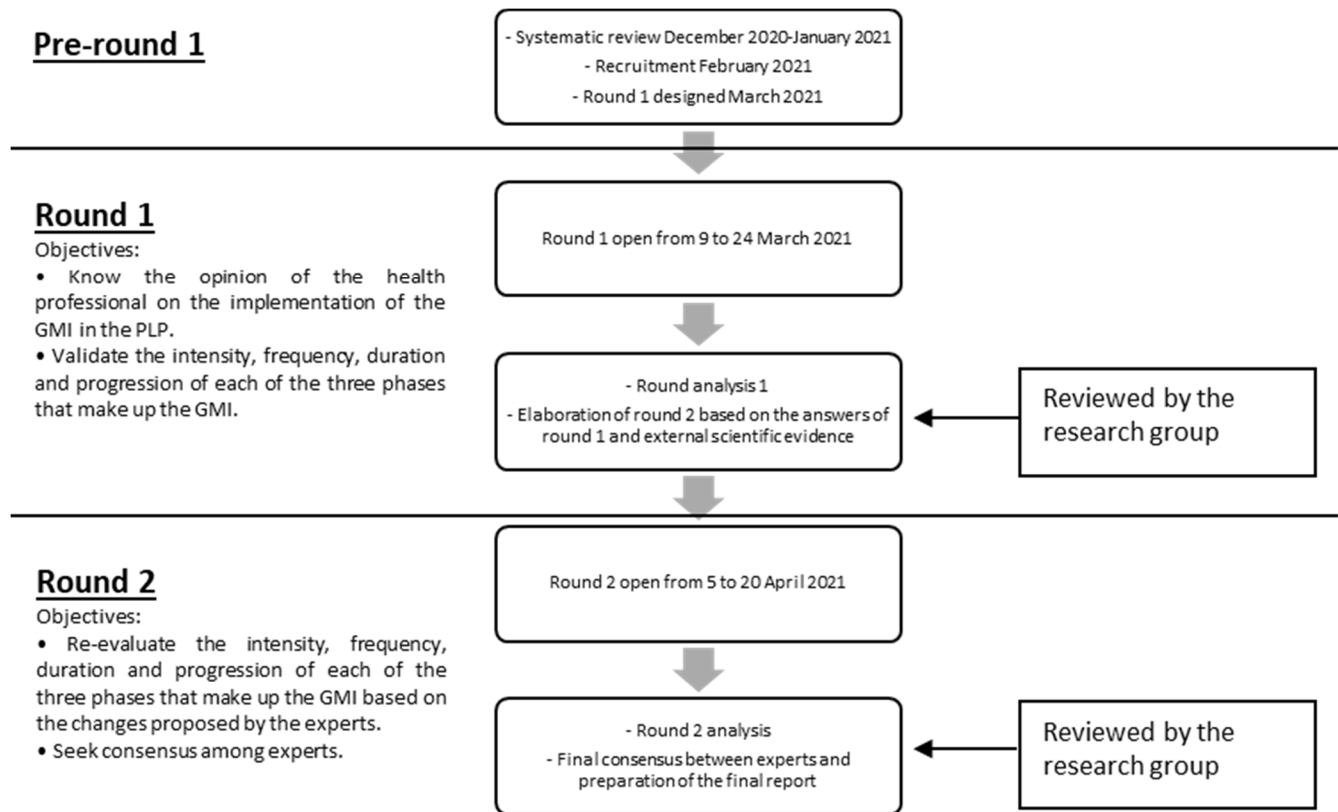 Pre-round 1
- Systematic review December 2020-January 2021
- Recruitment February 2021
- Round 1 designed March 2021
Round 1
Objectives:
• Know the opinion of the health
professional on the implementation of the
GMI in the PLP.
• Validate the intensity, frequency, duration
and progression of each of the three phases
that make up the GMI.
Round 1 open from 9 to 24 March 2021
- Round analysis 1
- Elaboration of round 2 based on the answers of
round 1 and external scientific evidence
Reviewed by the
research group
Round 2
Objectives:
• Re-evaluate the intensity, frequency,
duration and progression of each of the
three phases that make up the GMI based on
the changes proposed by the experts.
• Seek consensus among experts.
Round 2 open from 5 to 20 April 2021
- Round 2 analysis
- Final consensus between experts and
preparation of the final report
Reviewed by the
research group